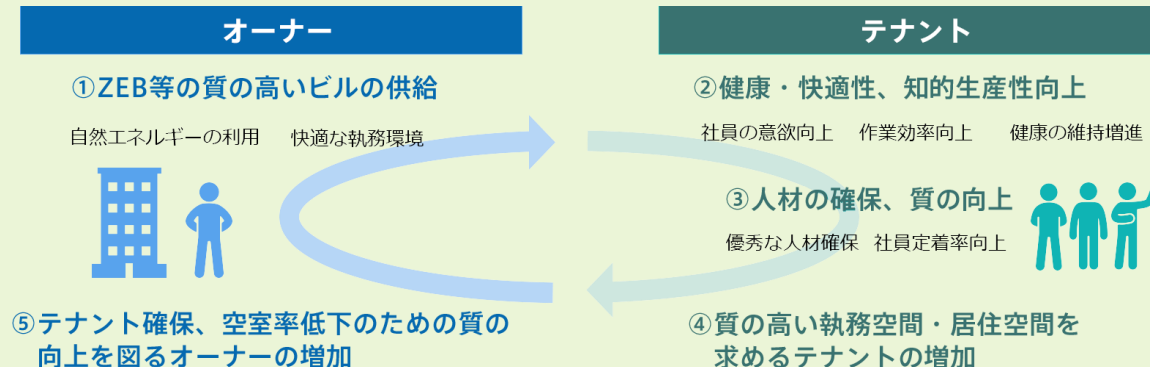 オーナー
テナント
①ZEB等の質の高いビルの供給
自然エネルギーの利用 快適な執務環境
②健康・快適性、知的生産性向上
社員の意欲向上 作業効率向上 健康の維持増進
③人材の確保、質の向上
優秀な人材確保 社員定着率向上
④質の高い執務空間・居住空間を
求めるテナントの増加
⑤テナント確保、空室率低下のための質の
向上を図るオーナーの増加